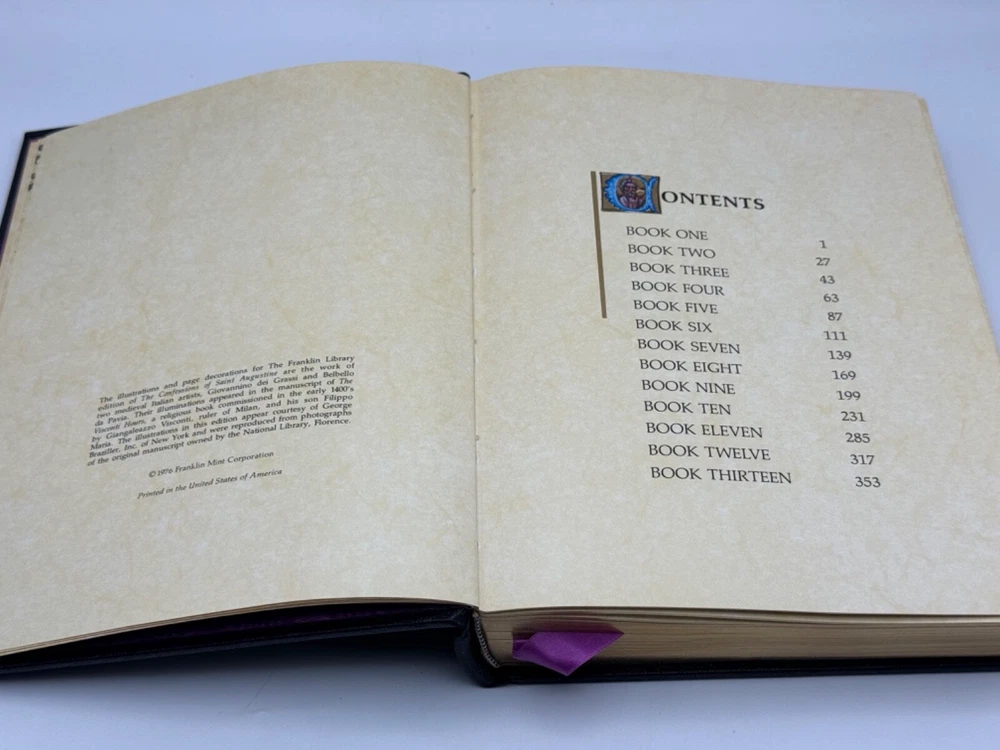 The illustrations and page decorations for The Franklin Library
edition of The Confessions of Saint Augustine are the work of
two medieval Italian artists, Giovannino dei Grassi and Belbello
da Pavia. Their illuminations appeared in the manuscript of The
Visconti Hours, a religious book commissioned in the early 1400's
by Giangaleazzo Visconti, ruler of Milan, and his son Filippo
Maria. The illustrations in this edition appear courtesy of George
Braziller, Inc. of New York and were reproduced from photographs
of the original manuscript owned by the National Library, Florence.
©1976 Franklin Mint Corporation
Printed in the United States of America
CONTENTS
BOOK ONE 1
BOOK TWO 27
BOOK THREE 43
BOOK FOUR 63
BOOK FIVE 87
BOOK SIX 111
BOOK SEVEN 139
BOOK EIGHT 169
BOOK NINE 199
BOOK TEN 231
BOOK ELEVEN 285
BOOK TWELVE 317
BOOK THIRTEEN 353